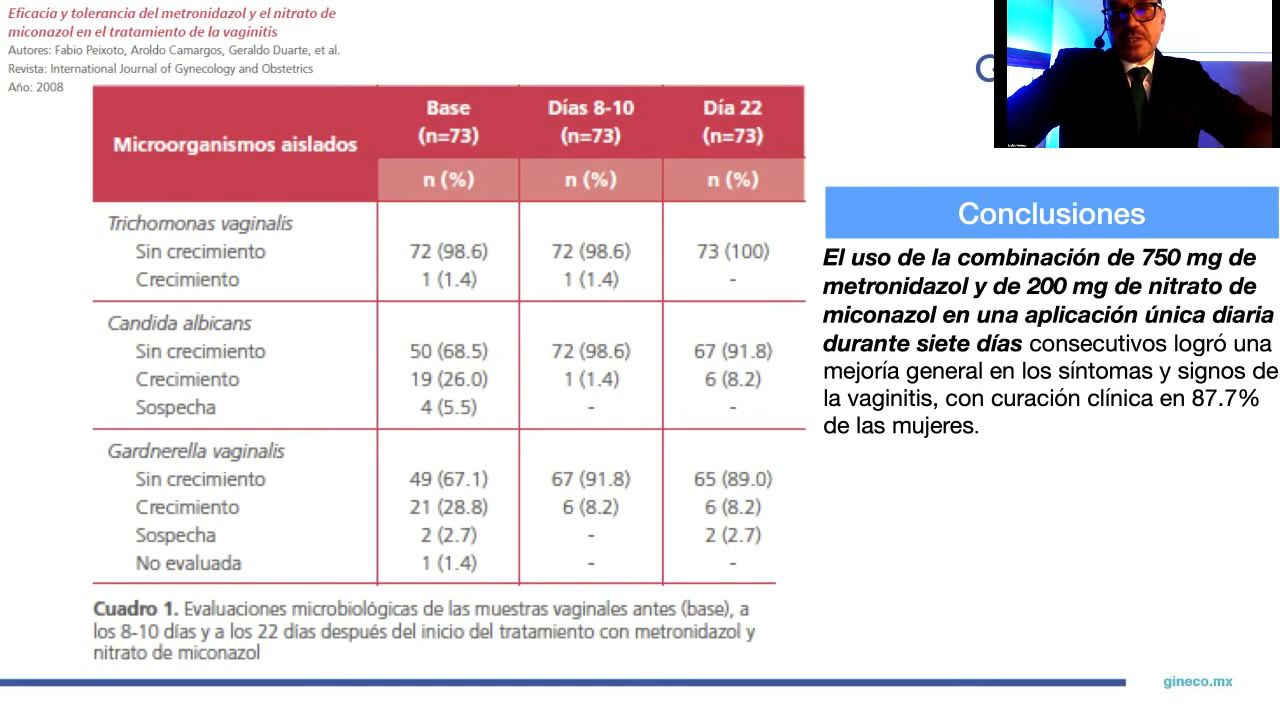 Eficacia y tolerancia del metronidazol y el nitrato de
miconazol en el tratamiento de la vaginitis
Autores: Fabio Peixoto, Aroldo Camargos, Geraldo Duarte, et al.
Revista: International Journal of Gynecology and Obstetrics
Año: 2008
Microorganismos aislados
Base Días 8-10 Día 22
(n=73) (n=73) (n=73)
n (%) n (%) n (%)
Trichomonas vaginalis
Sin crecimiento 72 (98.6) 72 (98.6) 73 (100)
Crecimiento 1 (1.4) 1 (1.4) -
Candida albicans
Sin crecimiento 50 (68.5) 72 (98.6) 67 (91.8)
Crecimiento 19 (26.0) 1 (1.4) 6 (8.2)
Sospecha 4 (5.5) - -
Gardnerella vaginalis
Sin crecimiento 49 (67.1) 67 (91.8) 65 (89.0)
Crecimiento 21 (28.8) 6 (8.2) 6 (8.2)
Sospecha 2 (2.7) - 2 (2.7)
No evaluada 1 (1.4) - -
Cuadro 1. Evaluaciones microbiológicas de las muestras vaginales antes (base), a
los 8-10 días y a los 22 días después del inicio del tratamiento con metronidazol y
nitrato de miconazol
Conclusiones
El uso de la combinación de 750 mg de
metronidazol y de 200 mg de nitrato de
miconazol en una aplicación única diaria
durante siete días consecutivos logró una
mejoría general en los síntomas y signos de
la vaginitis, con curación clínica en 87.7%
de las mujeres.
gineco.mx